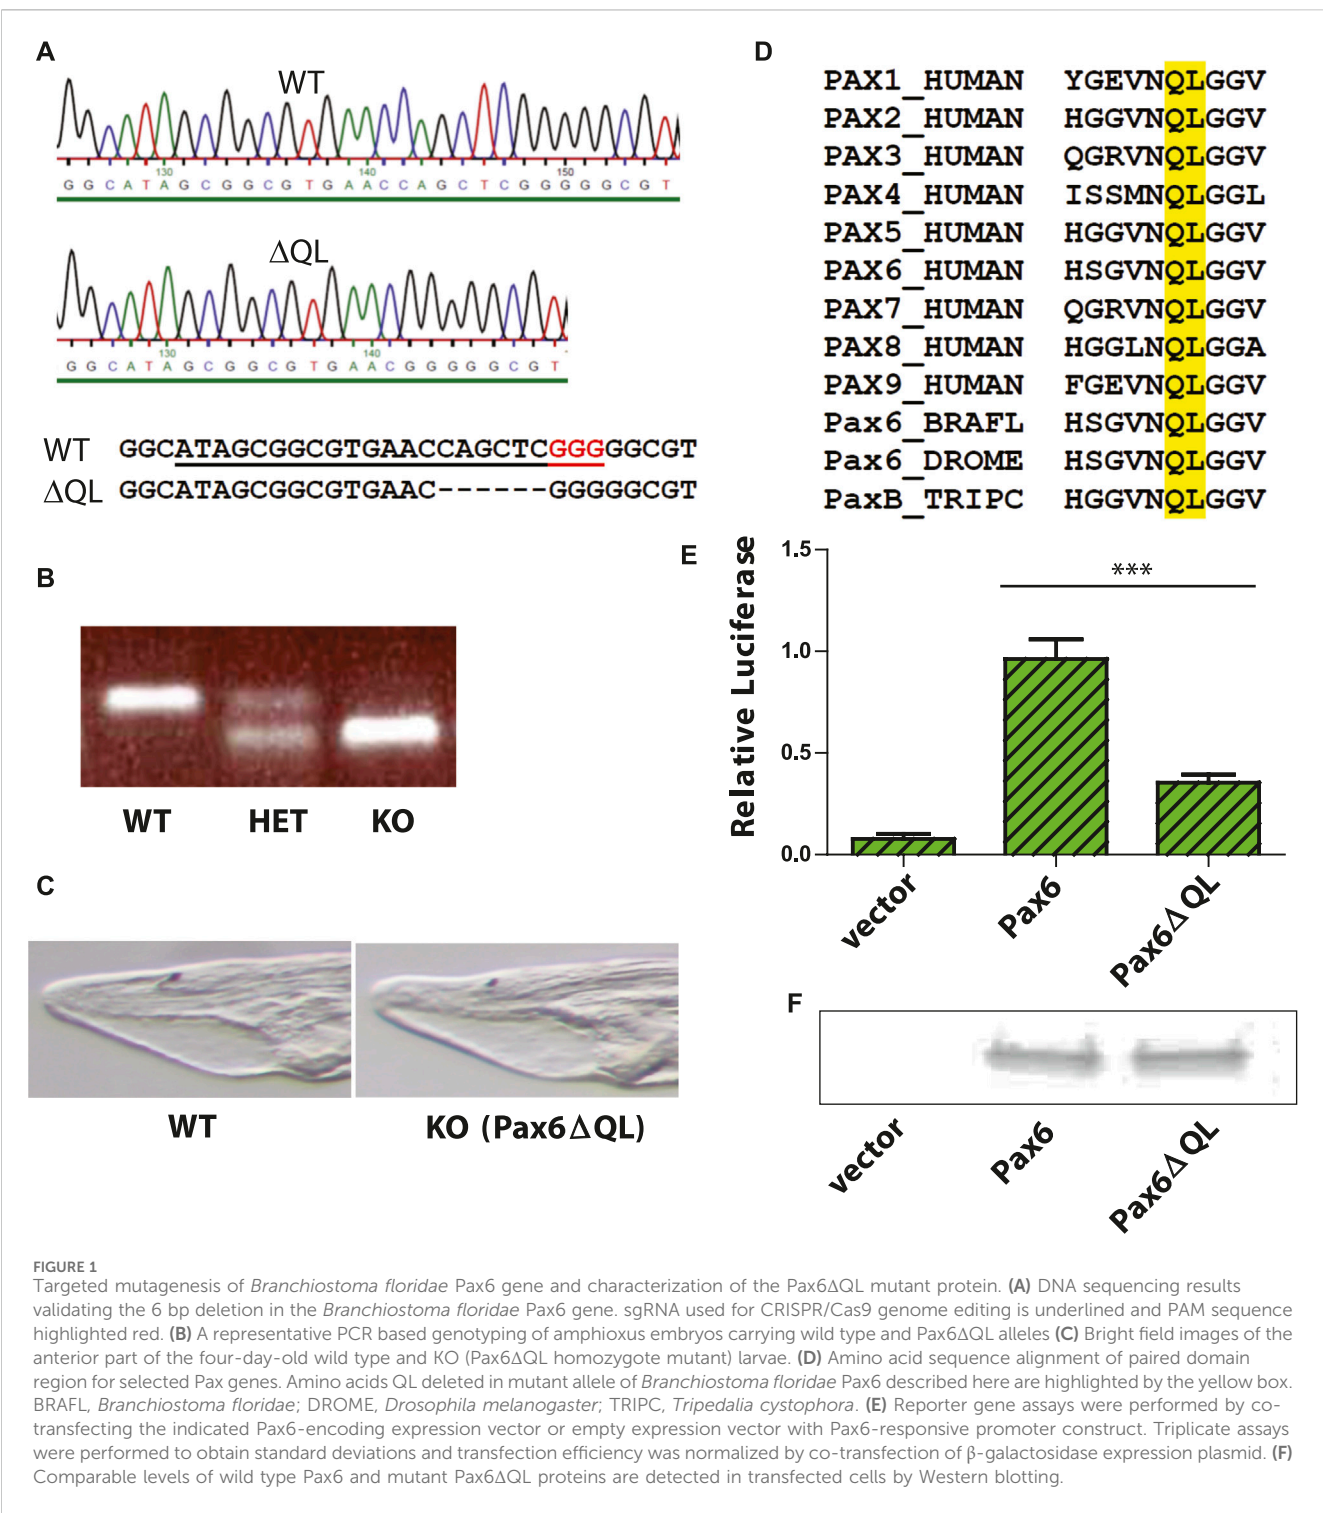 A
WT
130 140 150
G G C A T A G C G G C G T G A A C C A G C T C G G G G G C G T
ΔQL
130 140
G G C A T A G C G G C G T G A A C G G G G G C G T
WT GGCATAGCGGCGTGAACCAGCTCGGGGGCGT
ΔQL GGCATAGCGGCGTGAAC------GGGGGCGT
B
WT HET KO
C
WT KO (Pax6ΔQL)
D
PAX1_HUMAN YGEVNQLGGV
PAX2_HUMAN HGGVNQLGGV
PAX3_HUMAN QGRVNQLGGV
PAX4_HUMAN ISSMNQLGGL
PAX5_HUMAN HGGVNQLGGV
PAX6_HUMAN HSGVNQLGGV
PAX7_HUMAN QGRVNQLGGV
PAX8_HUMAN HGGLNQLGGA
PAX9_HUMAN FGEVNQLGGV
Pax6_BRAFL HSGVNQLGGV
Pax6_DROME HSGVNQLGGV
PaxB_TRIPC HGGVNQLGGV
E
Relative Luciferase
1.5
1.0
0.5
0.0
***
vector Pax6 Pax6ΔQL
F
vector Pax6 Pax6ΔQL
FIGURE 1
Targeted mutagenesis of Branchiostoma floridae Pax6 gene and characterization of the Pax6ΔQL mutant protein. (A) DNA sequencing results
validating the 6 bp deletion in the Branchiostoma floridae Pax6 gene. sgRNA used for CRISPR/Cas9 genome editing is underlined and PAM sequence
highlighted red. (B) A representative PCR based genotyping of amphioxus embryos carrying wild type and Pax6ΔQL alleles (C) Bright field images of the
anterior part of the four-day-old wild type and KO (Pax6ΔQL homozygote mutant) larvae. (D) Amino acid sequence alignment of paired domain
region for selected Pax genes. Amino acids QL deleted in mutant allele of Branchiostoma floridae Pax6 described here are highlighted by the yellow box.
BRAFL, Branchiostoma floridae; DROME, Drosophila melanogaster; TRIPC, Tripedalia cystophora. (E) Reporter gene assays were performed by co-
transfecting the indicated Pax6-encoding expression vector or empty expression vector with Pax6-responsive promoter construct. Triplicate assays
were performed to obtain standard deviations and transfection efficiency was normalized by co-transfection of β-galactosidase expression plasmid. (F)
Comparable levels of wild type Pax6 and mutant Pax6ΔQL proteins are detected in transfected cells by Western blotting.